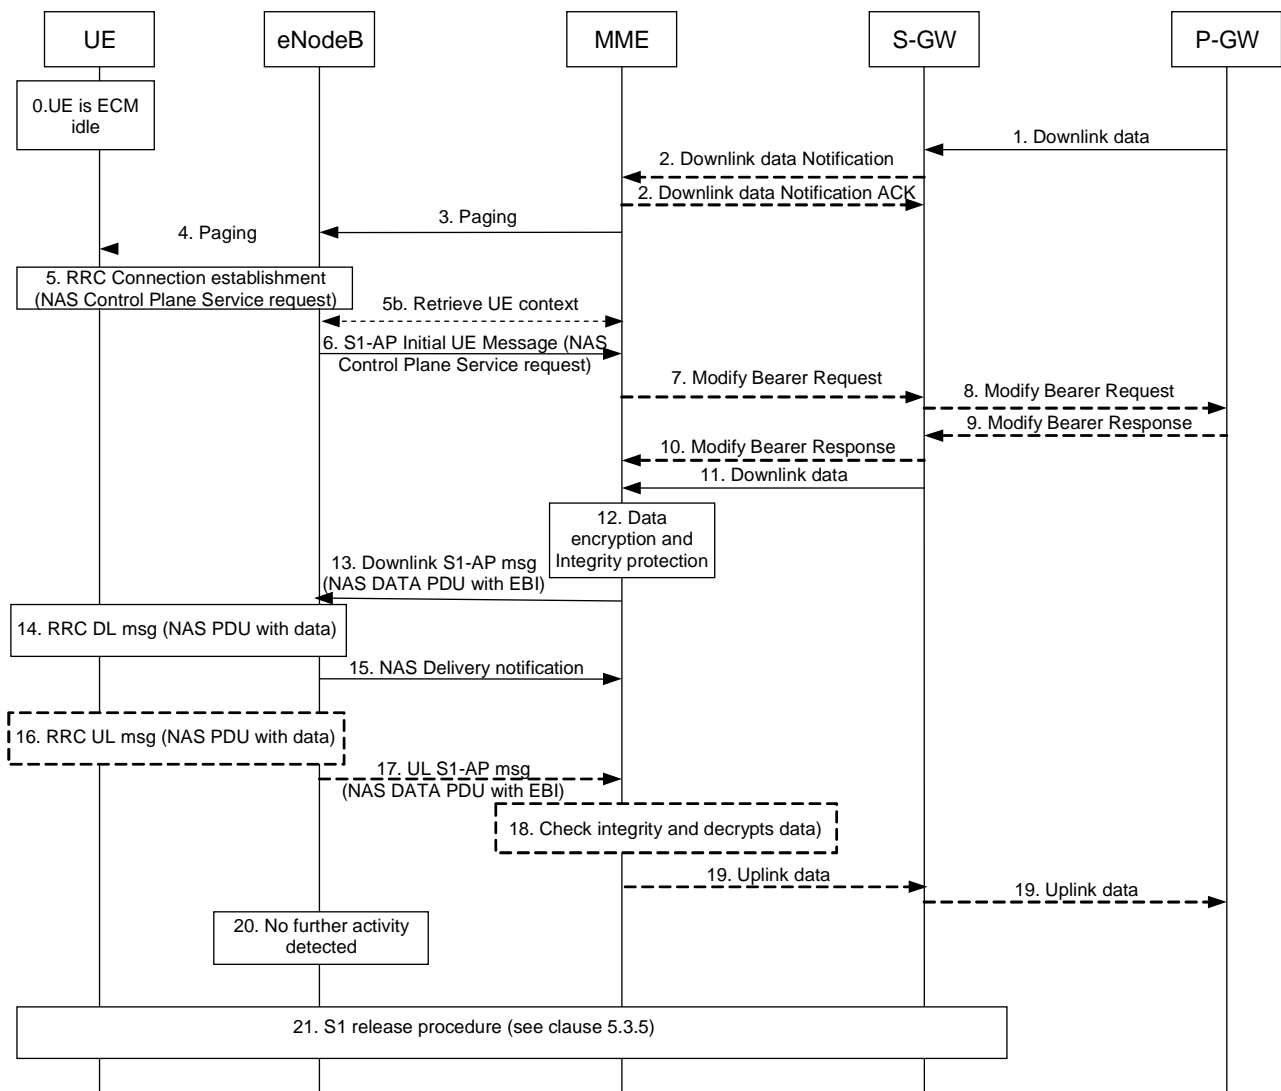 UE
eNodeB
MME
S-GW
P-GW
0.UE is ECM
idle
1. Downlink data
2. Downlink data Notification
2. Downlink data Notification ACK
3. Paging
4. Paging
5. RRC Connection establishment
(NAS Control Plane Service request)
5b. Retrieve UE context
6. S1-AP Initial UE Message (NAS
Control Plane Service request)
7. Modify Bearer Request
8. Modify Bearer Request
9. Modify Bearer Response
10. Modify Bearer Response
11. Downlink data
12. Data
encryption and
Integrity protection
13. Downlink S1-AP msg
(NAS DATA PDU with EBI)
14. RRC DL msg (NAS PDU with data)
15. NAS Delivery notification
16. RRC UL msg (NAS PDU with data)
17. UL S1-AP msg
(NAS DATA PDU with EBI)
18. Check integrity and decrypts data)
19. Uplink data
19. Uplink data
20. No further activity
detected
21. S1 release procedure (see clause 5.3.5)